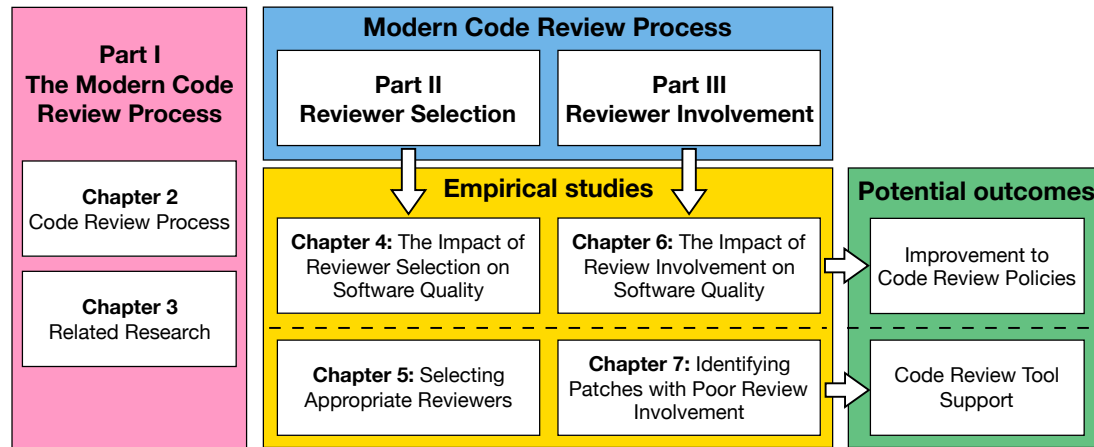 Part I
The Modern Code
Review Process
Chapter 2
Code Review Process
Chapter 3
Related Research
Modern Code Review Process
Part II
Reviewer Selection
Part III
Reviewer Involvement
Empirical studies
Chapter 4: The Impact of
Reviewer Selection on
Software Quality
Chapter 6: The Impact of
Review Involvement on
Software Quality
Chapter 5: Selecting
Appropriate Reviewers
Chapter 7: Identifying
Patches with Poor Review
Involvement
Potential outcomes
Improvement to
Code Review Policies
Code Review Tool
Support